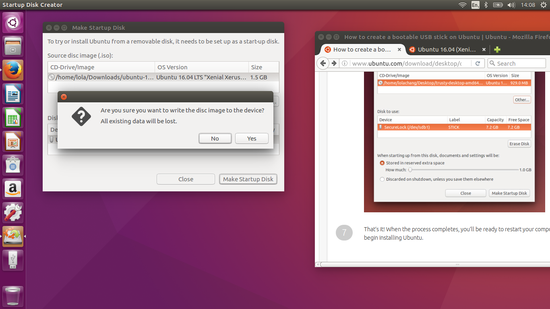 Startup Disk Creator
En
14:08
Make Startup Disk
To try or install Ubuntu from a removable disk, it needs to be set up as a start-up disk.
Source disc image (.iso):
CD-Drive/Image OS Version Size
/home/lola/Downloads/ubuntu-1... Ubuntu 16.04 LTS "Xenial Xerus... 1.5 GB
Are you sure you want to write the disc image to the device?
All existing data will be lost.
No Yes
Close Make Startup Disk
How to create a bootable USB stick on Ubuntu | Ubuntu - Mozilla Firef
How to create a bo... Ubuntu 16.04 (Xeni...
www.ubuntu.com/download/desktop/ Search
CD-Drive/Image OS Version Size
Other...
Disk to use:
Device Label Capacity Free Space
STICK 7.2 GB 7.2 GB
Erase Disk
When starting up from this disk, documents and settings will be:
Stored in reserved extra space
How much: 1.0 GB
Discarded on shutdown, unless you save them elsewhere
Close Make Startup Disk
7
That's it! When the process completes, you'll be ready to restart your compu
begin installing Ubuntu.